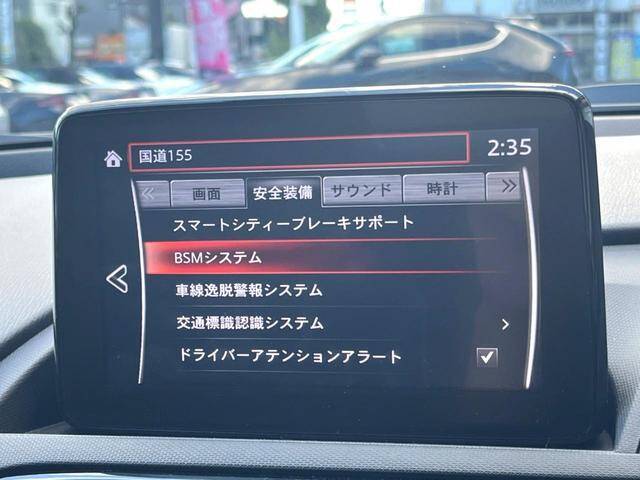 国道155
2:35
画面
安全装備
サウンド
時計
スマートシティーブレーキサポート
BSMシステム
車線逸脱警報システム
交通標識認識システム
ドライバーアテンションアラート